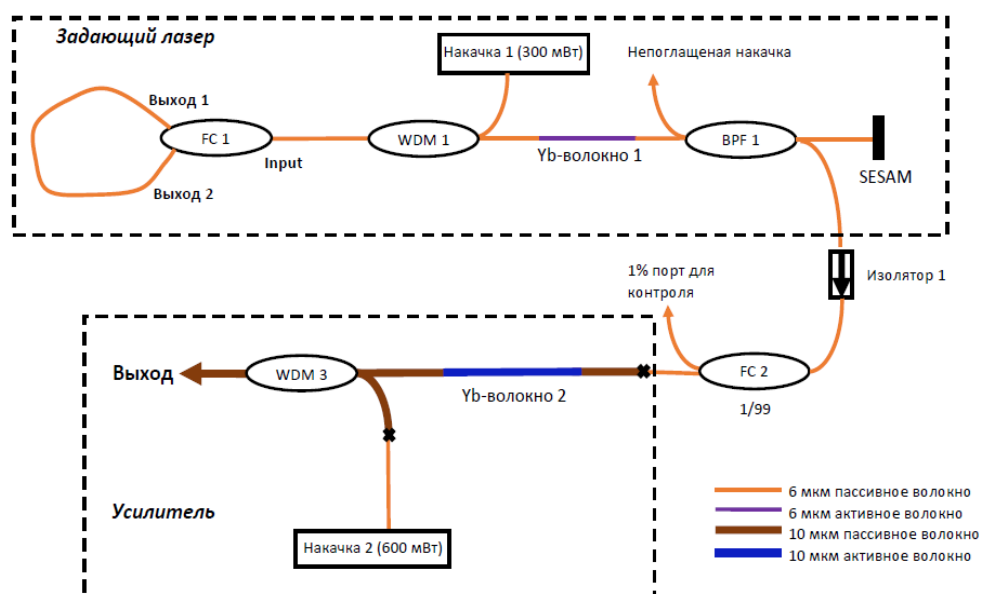 Задающий лазер
Накачка 1 (300 мВт)
Непоглащеная накачка
Выход 1
FC 1
WDM 1
BPF 1
Input
Yb-волокно 1
SESAM
Выход 2
Изолятор 1
1% порт для
контроля
Выход
WDM 3
Yb-волокно 2
FC 2
1/99
Усилитель
Накачка 2 (600 мВт)
6 мкм пассивное волокно
6 мкм активное волокно
10 мкм пассивное волокно
10 мкм активное волокно